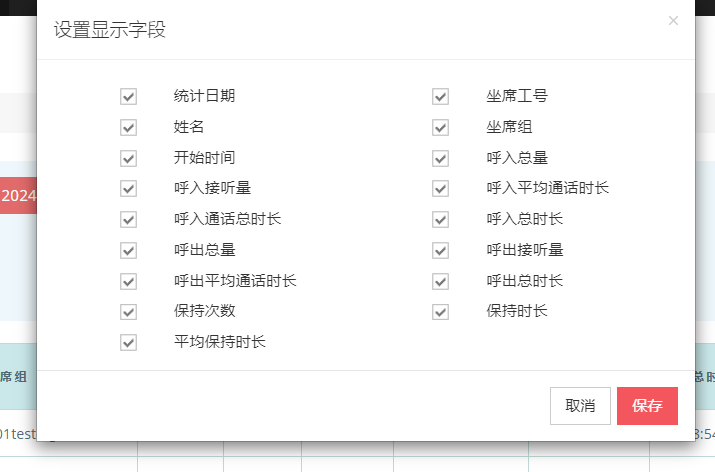 设置显示字段
×
统计日期 坐席工号
姓名 坐席组
开始时间 呼入总量
呼入接听量 呼入平均通话时长
呼入通话总时长 呼入总时长
呼出总量 呼出接听量
呼出平均通话时长 呼出总时长
保持次数 保持时长
平均保持时长
取消 保存
2024
席组 总时
01test
3:54